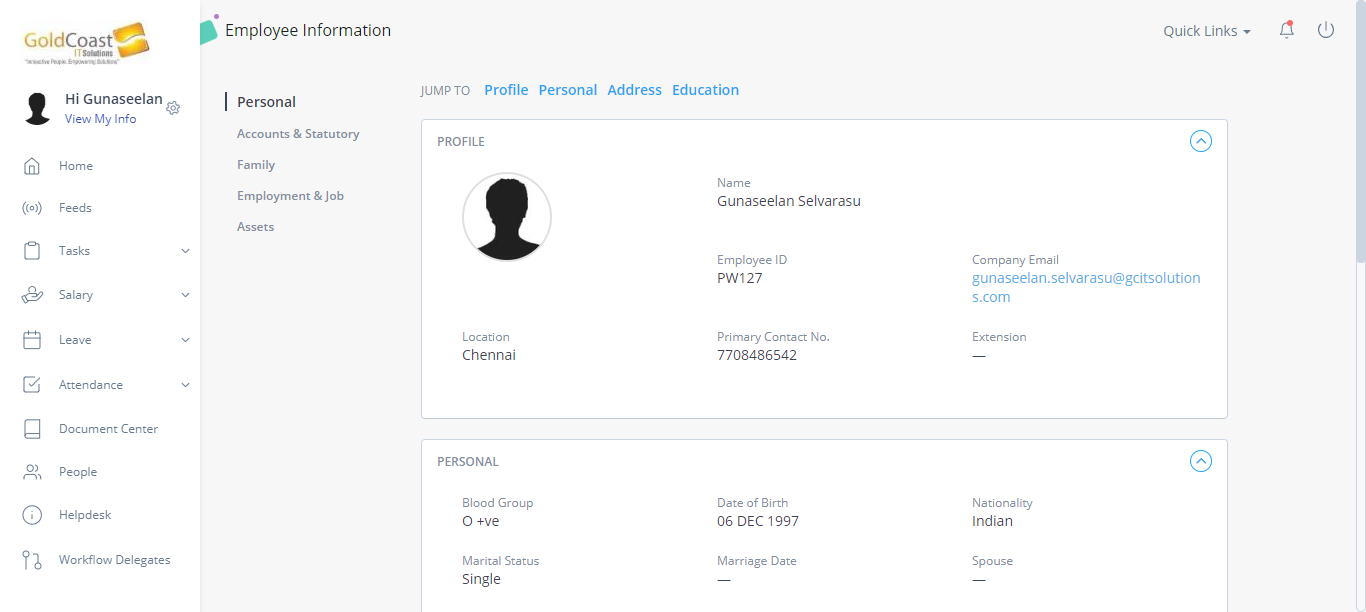 GoldCoast
ITSolutions
"Innovative People. Empowering Solutions"
Hi Gunaseelan
View My Info
Home
Feeds
Tasks
Salary
Leave
Attendance
Document Center
People
Helpdesk
Workflow Delegates
Employee Information
Quick Links
Personal
Accounts & Statutory
Family
Employment & Job
Assets
JUMP TO Profile Personal Address Education
PROFILE
Name
Gunaseelan Selvarasu
Employee ID Company Email
PW127 gunaseelan.selvarasu@gcitsolution
s.com
Location Primary Contact No. Extension
Chennai 7708486542 —
PERSONAL
Blood Group Date of Birth Nationality
O +ve 06 DEC 1997 Indian
Marital Status Marriage Date Spouse
Single — —